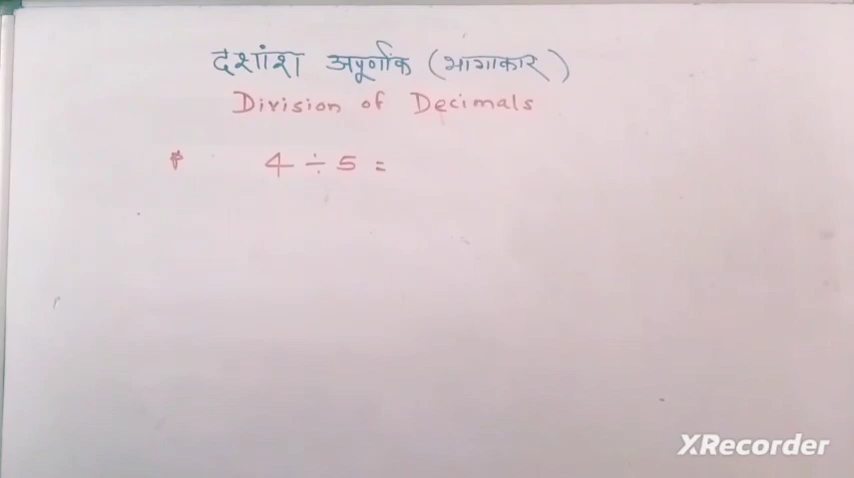 दशांश अपूर्णांक (भागाकार)
Division of Decimals
* 4 ÷ 5 =
XRecorder